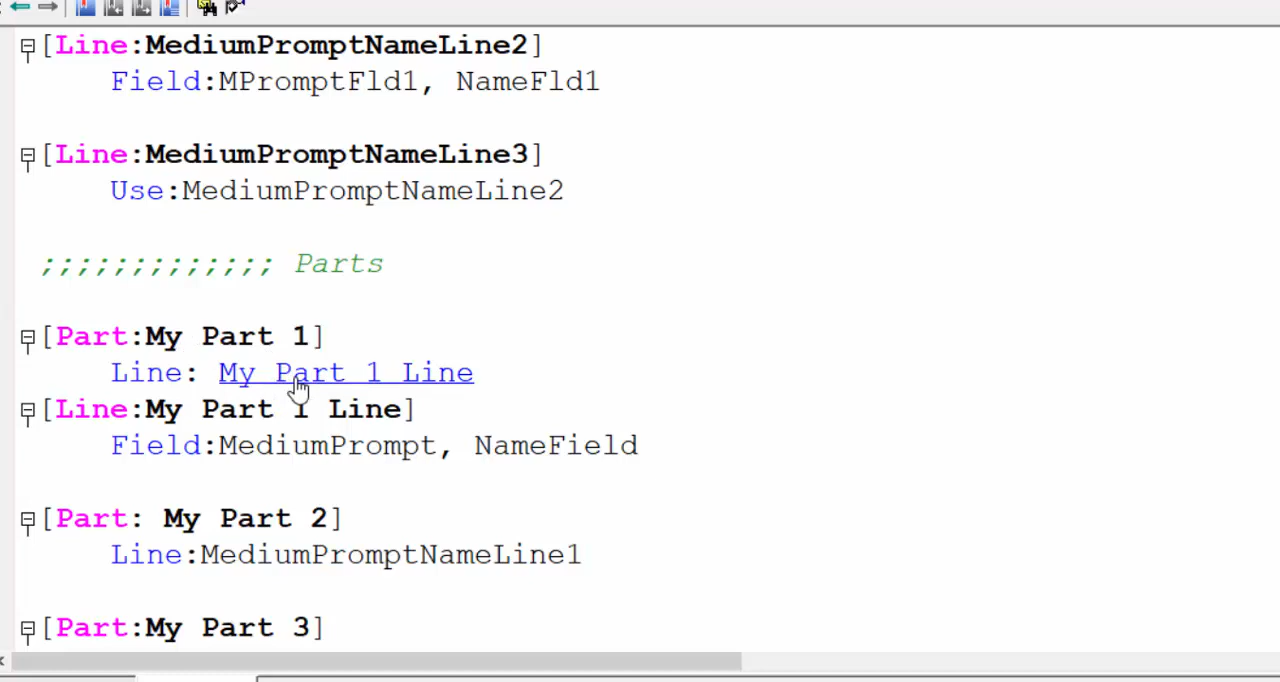 [Line:MediumPromptNameLine2]
Field:MPromptFld1, NameFld1
[Line:MediumPromptNameLine3]
Use:MediumPromptNameLine2
;;;;;;;;;;;;; Parts
[Part:My Part 1]
Line: My Part 1 Line
[Line:My Part 1 Line]
Field:MediumPrompt, NameField
[Part: My Part 2]
Line:MediumPromptNameLine1
[Part:My Part 3]